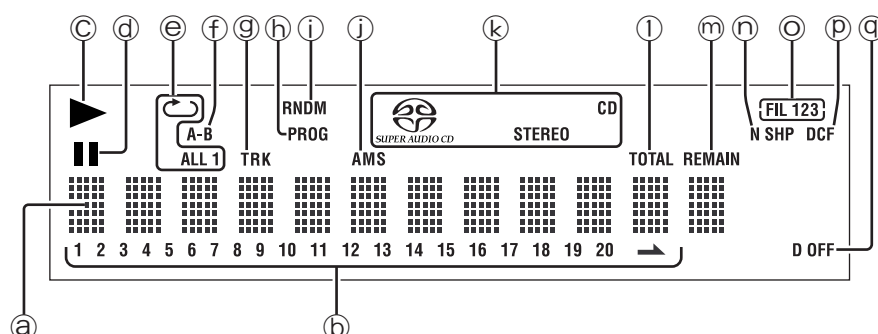 ⓒ ⓓ ⓔ ⓕ ⓖ ⓗ ⓘ ⓙ ⓚ ⓛ ⓜ ⓝ ⓞ ⓟ ⓠ
RNDM CD FIL 123
A-B PROG SUPER AUDIO CD STEREO N SHP DCF
ALL 1 TRK AMS TOTAL REMAIN
1 2 3 4 5 6 7 8 9 10 11 12 13 14 15 16 17 18 19 20 D OFF
ⓐ ⓑ